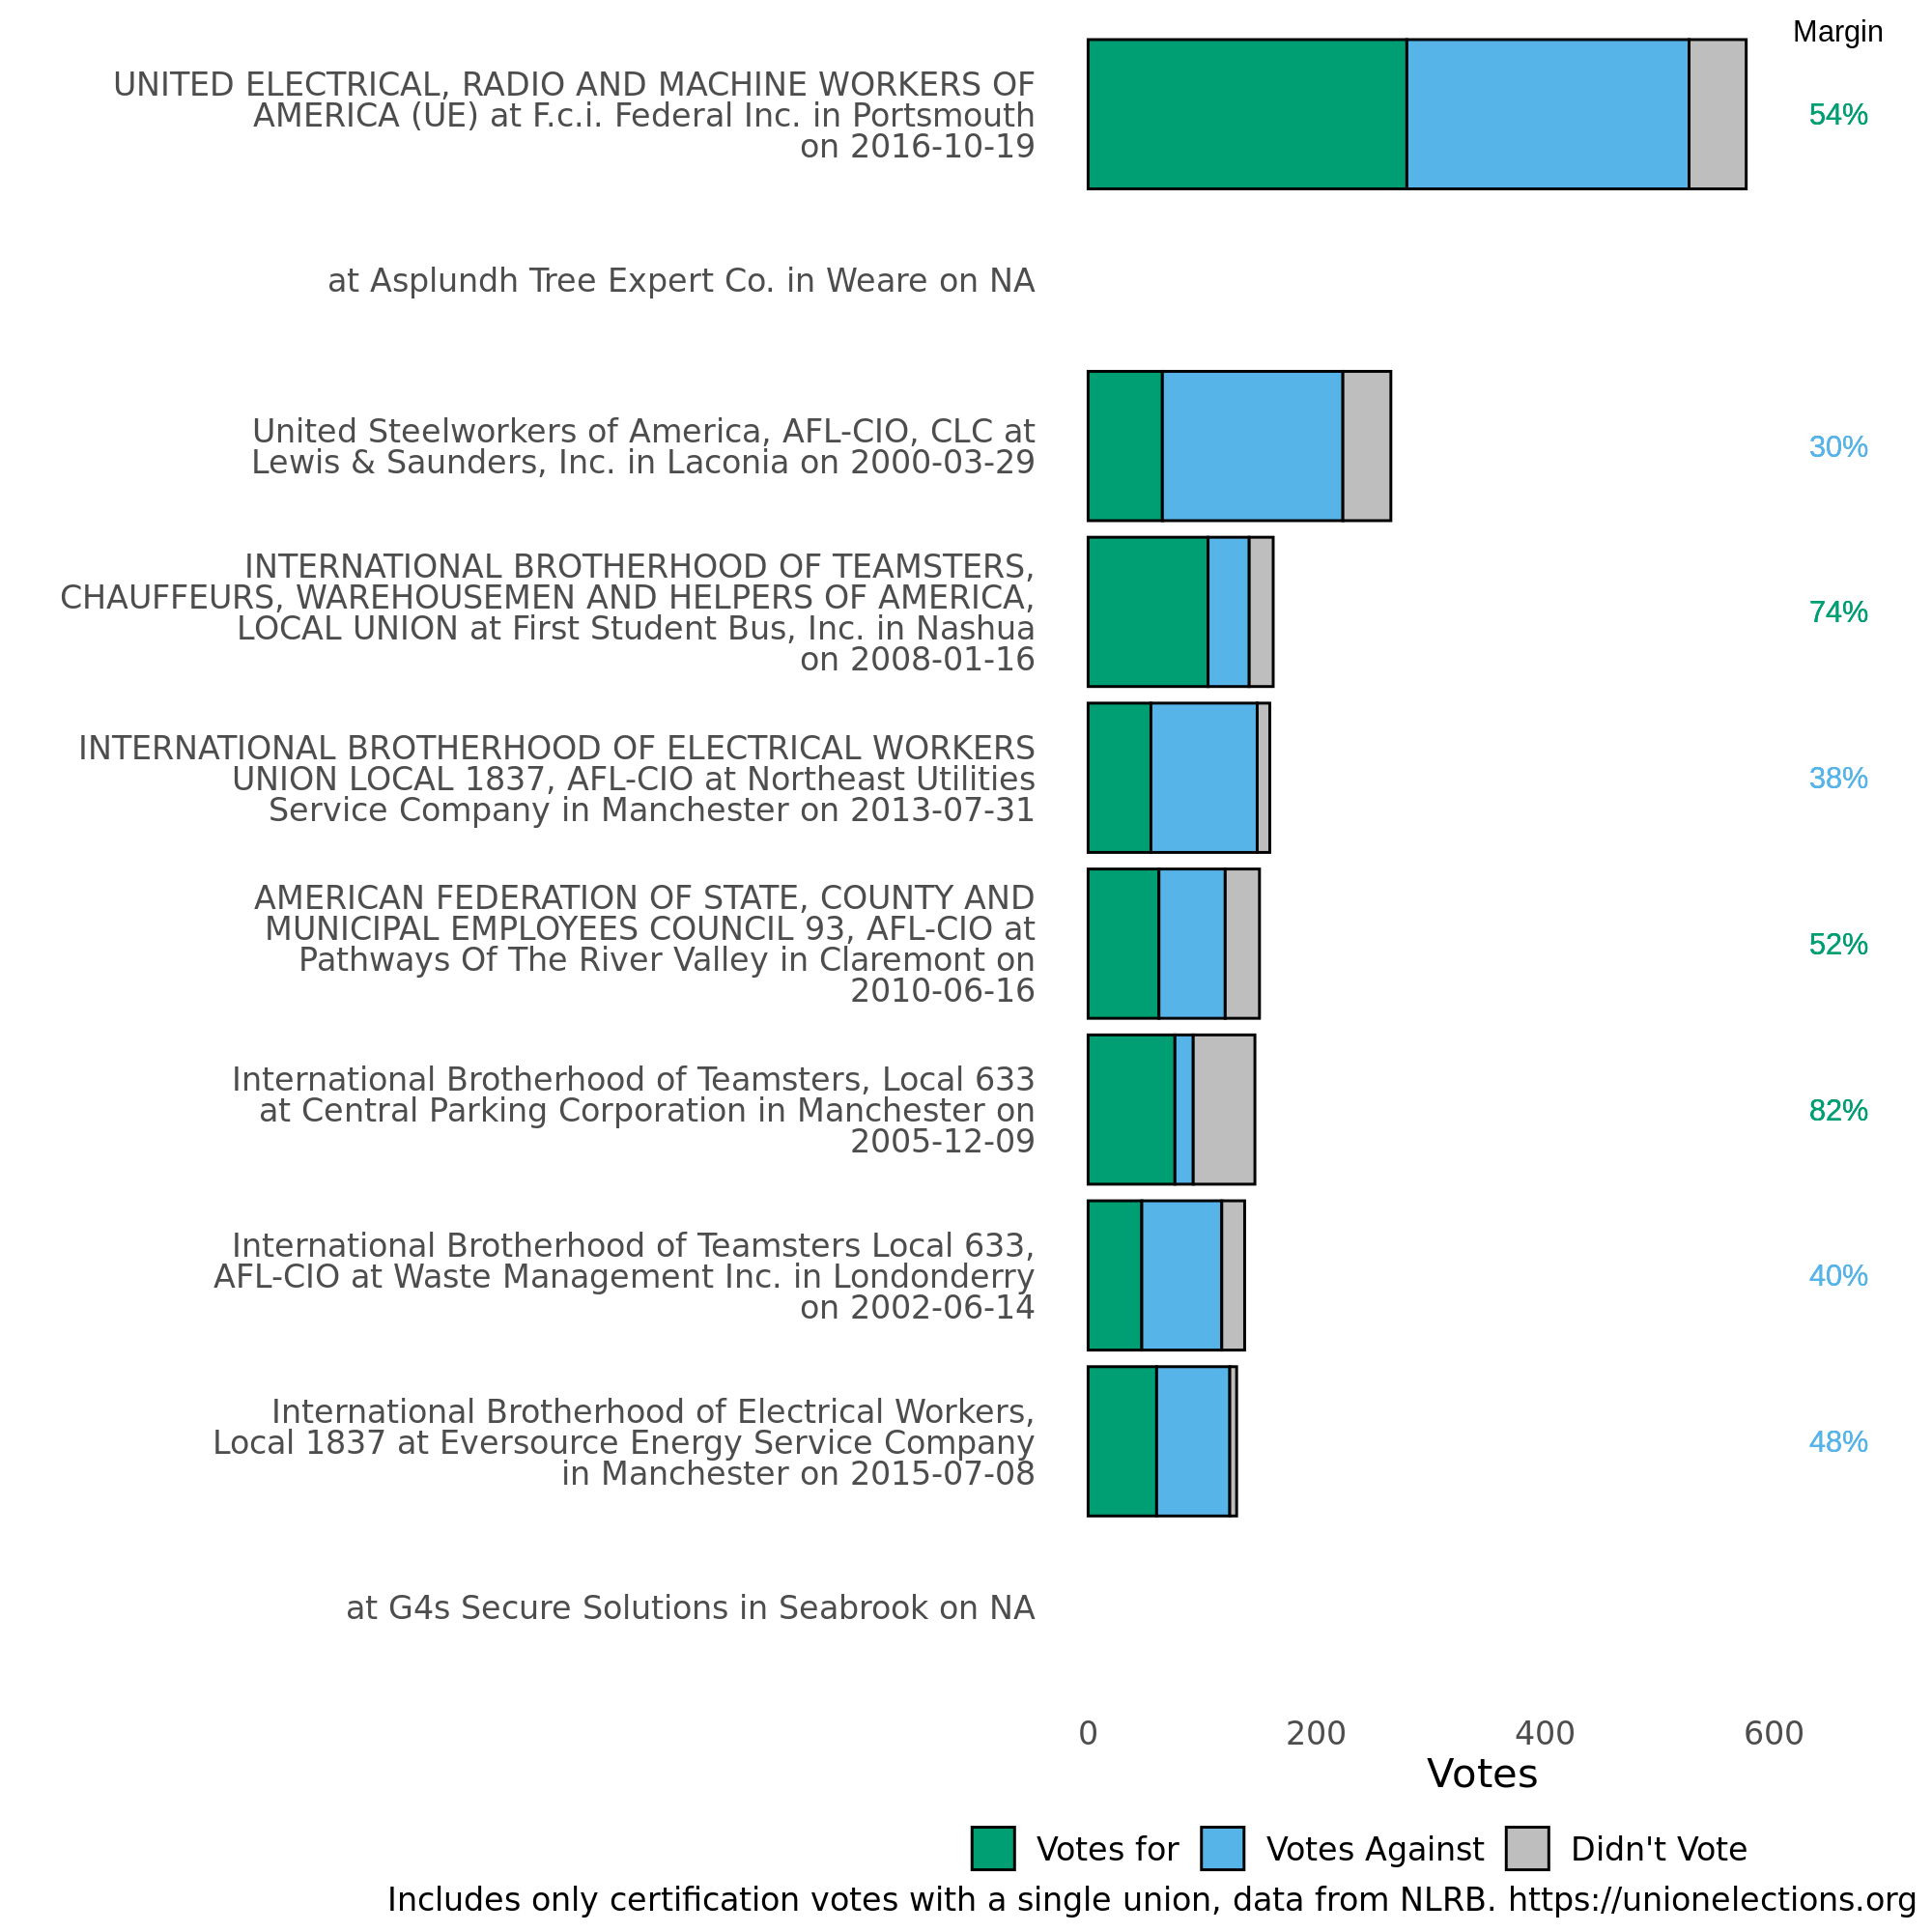 Margin
UNITED ELECTRICAL, RADIO AND MACHINE WORKERS OF
AMERICA (UE) at F.c.i. Federal Inc. in Portsmouth
on 2016-10-19
54%
at Asplundh Tree Expert Co. in Weare on NA
United Steelworkers of America, AFL-CIO, CLC at
Lewis & Saunders, Inc. in Laconia on 2000-03-29
30%
INTERNATIONAL BROTHERHOOD OF TEAMSTERS,
CHAUFFEURS, WAREHOUSEMEN AND HELPERS OF AMERICA,
LOCAL UNION at First Student Bus, Inc. in Nashua
on 2008-01-16
74%
INTERNATIONAL BROTHERHOOD OF ELECTRICAL WORKERS
UNION LOCAL 1837, AFL-CIO at Northeast Utilities
Service Company in Manchester on 2013-07-31
38%
AMERICAN FEDERATION OF STATE, COUNTY AND
MUNICIPAL EMPLOYEES COUNCIL 93, AFL-CIO at
Pathways Of The River Valley in Claremont on
2010-06-16
52%
International Brotherhood of Teamsters, Local 633
at Central Parking Corporation in Manchester on
2005-12-09
82%
International Brotherhood of Teamsters Local 633,
AFL-CIO at Waste Management Inc. in Londonderry
on 2002-06-14
40%
International Brotherhood of Electrical Workers,
Local 1837 at Eversource Energy Service Company
in Manchester on 2015-07-08
48%
at G4s Secure Solutions in Seabrook on NA
0 200 400 600
Votes
Votes for Votes Against Didn't Vote
Includes only certification votes with a single union, data from NLRB. https://unionelections.org